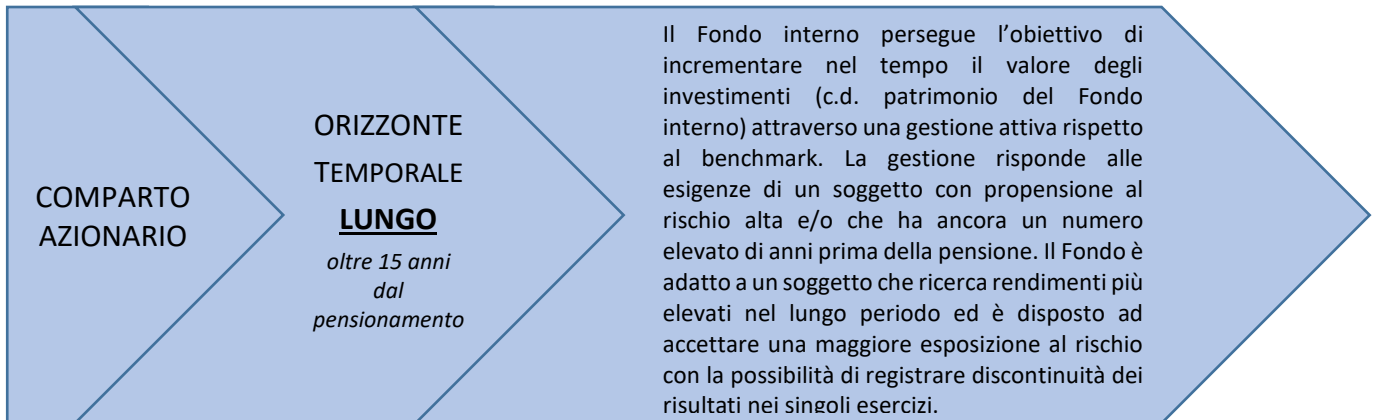 COMPARTO
AZIONARIO
ORIZZONTE
TEMPORALE
LUNGO
oltre 15 anni
dal
pensionamento
Il Fondo interno persegue l’obiettivo di
incrementare nel tempo il valore degli
investimenti (c.d. patrimonio del Fondo
interno) attraverso una gestione attiva rispetto
al benchmark. La gestione risponde alle
esigenze di un soggetto con propensione al
rischio alta e/o che ha ancora un numero
elevato di anni prima della pensione. Il Fondo è
adatto a un soggetto che ricerca rendimenti più
elevati nel lungo periodo ed è disposto ad
accettare una maggiore esposizione al rischio
con la possibilità di registrare discontinuità dei
risultati nei singoli esercizi.